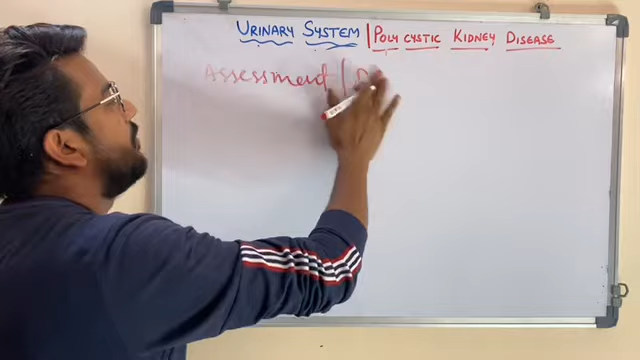 URINARY SYSTEM | POLY CYSTIC KIDNEY DISEASE
Assessment |